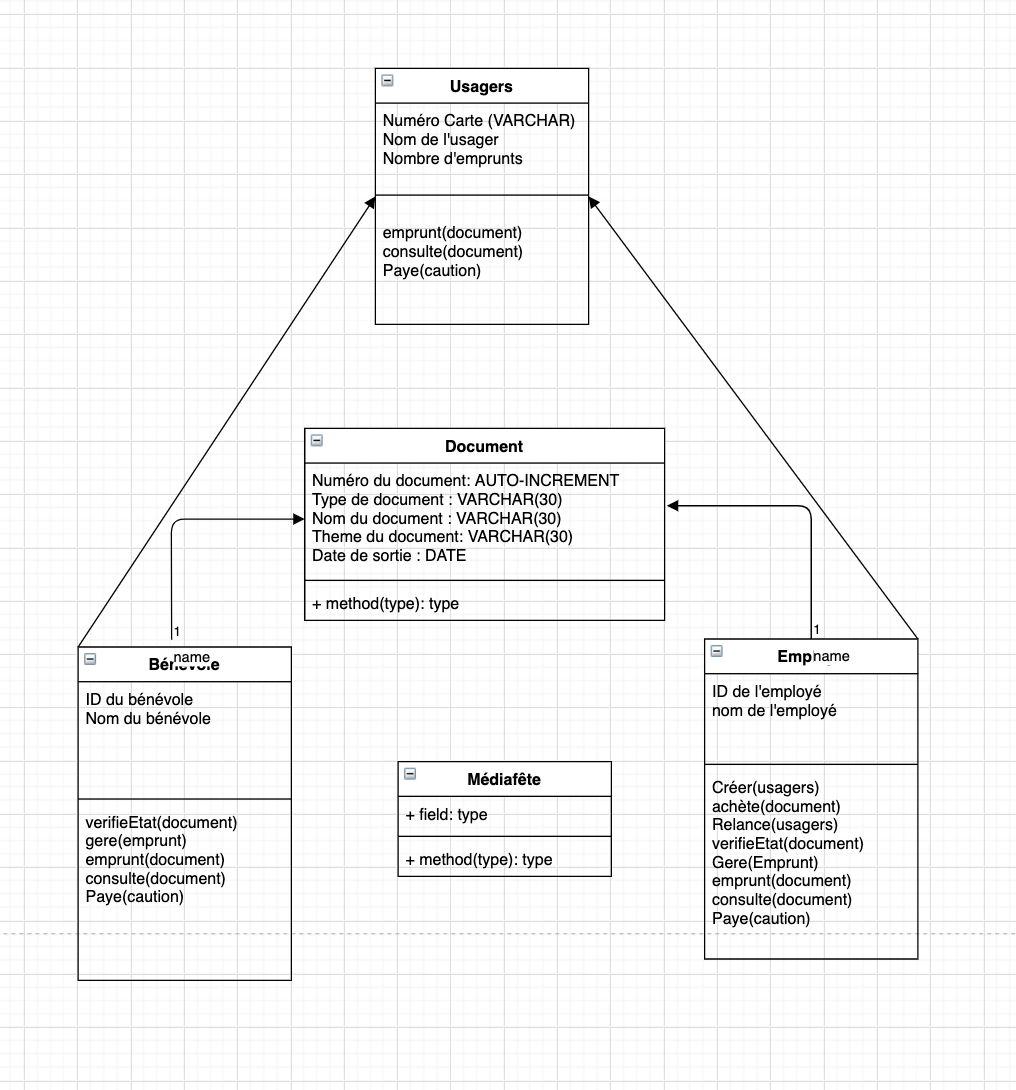 Usagers
Numéro Carte (VARCHAR)
Nom de l'usager
Nombre d'emprunts
emprunt(document)
consulte(document)
Paye(caution)
Document
Numéro du document: AUTO-INCREMENT
Type de document : VARCHAR(30)
Nom du document : VARCHAR(30)
Theme du document: VARCHAR(30)
Date de sortie : DATE
+ method(type): type
1
name
Bénévole
ID du bénévole
Nom du bénévole
verifieEtat(document)
gere(emprunt)
emprunt(document)
consulte(document)
Paye(caution)
Médiafête
+ field: type
+ method(type): type
1
name
ID de l'employé
nom de l'employé
Créer(usagers)
achète(document)
Relance(usagers)
verifieEtat(document)
Gere(Emprunt)
emprunt(document)
consulte(document)
Paye(caution)